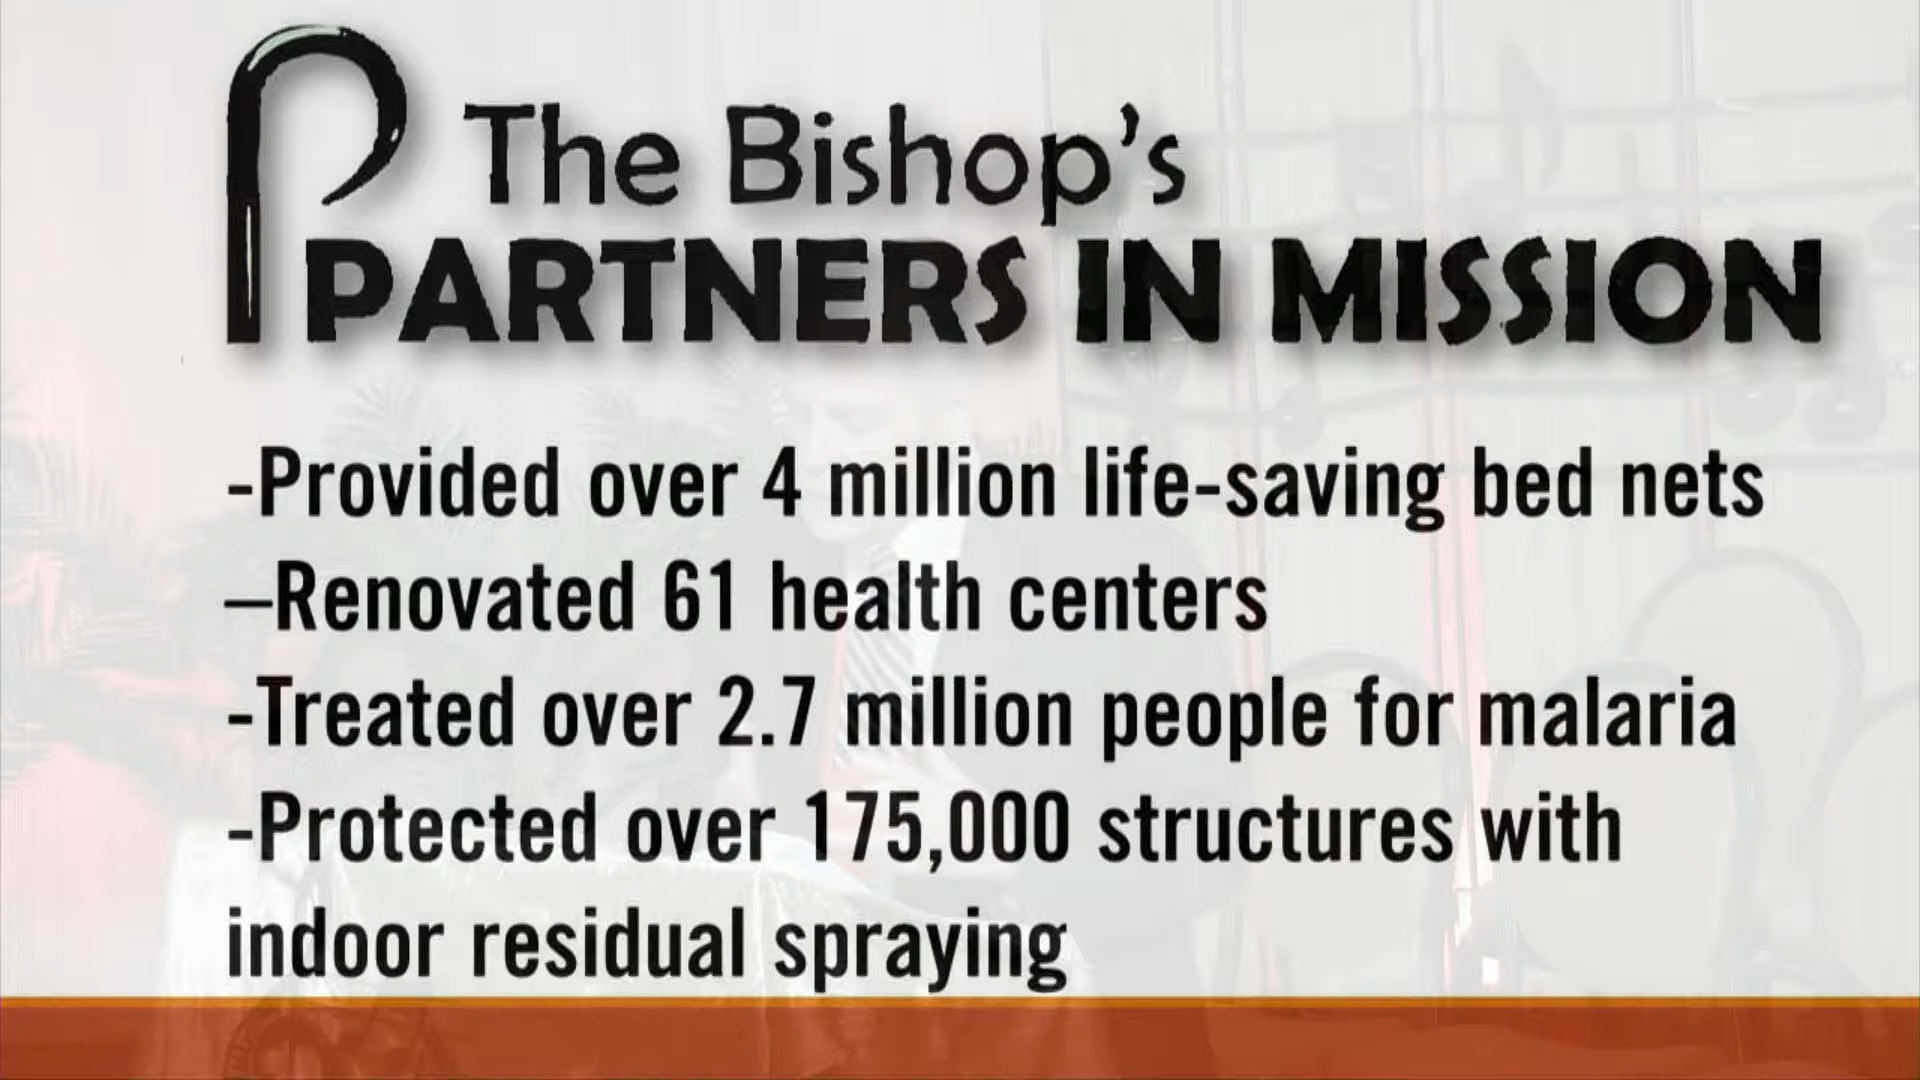 The Bishop's
PARTNERS IN MISSION
-Provided over 4 million life-saving bed nets
–Renovated 61 health centers
-Treated over 2.7 million people for malaria
-Protected over 175,000 structures with
indoor residual spraying